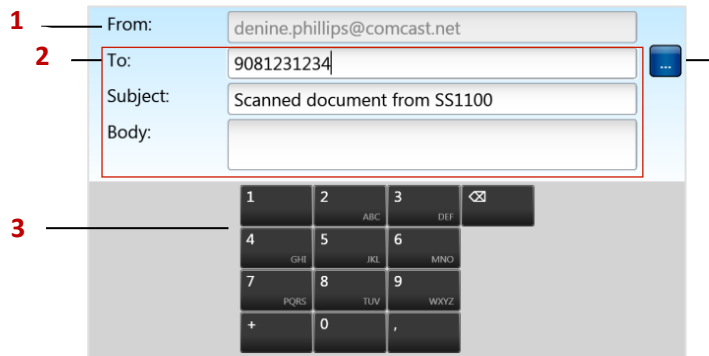 1 From: denine.phillips@comcast.net
2 To: 9081231234 ...
Subject: Scanned document from SS1100
Body:
1 2 ABC 3 DEF ⌫
3
4 GHI 5 JKL 6 MNO
7 PQRS 8 TUV 9 WXYZ
+ 0 ,